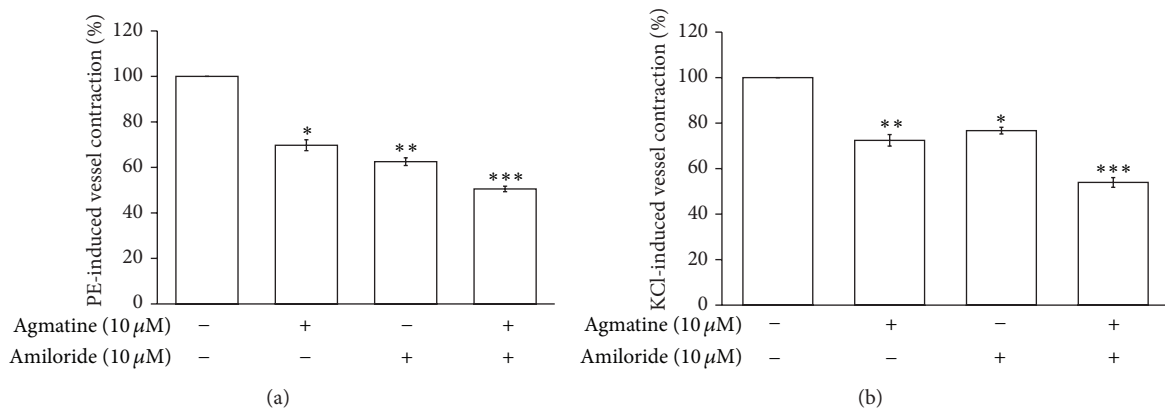 PE-induced vessel contraction (%)
120
100
80
60
40
20
0
*
**
***
Agmatine (10 μM) − + − +
Amiloride (10 μM) − − + +
(a)
KCl-induced vessel contraction (%)
120
100
80
60
40
20
0
**
*
***
Agmatine (10 μM) − + − +
Amiloride (10 μM) − − + +
(b)